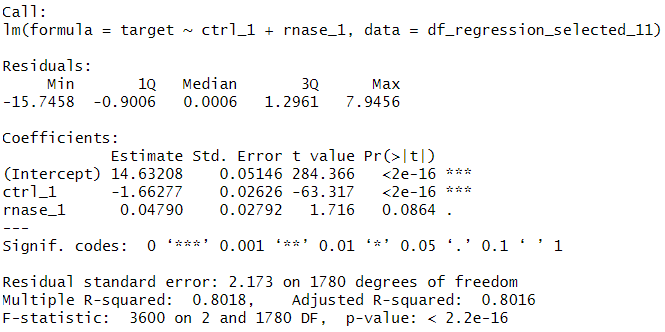 Call:
lm(formula = target ~ ctrl_1 + rnase_1, data = df_regression_selected_11)
Residuals:
Min 1Q Median 3Q Max
-15.7458 -0.9006 0.0006 1.2961 7.9456
Coefficients:
Estimate Std. Error t value Pr(>|t|)
(Intercept) 14.63208 0.05146 284.366 <2e-16 ***
ctrl_1 -1.66277 0.02626 -63.317 <2e-16 ***
rnase_1 0.04790 0.02792 1.716 0.0864 .
---
Signif. codes: 0 ‘***’ 0.001 ‘**’ 0.01 ‘*’ 0.05 ‘.’ 0.1 ‘ ’ 1
Residual standard error: 2.173 on 1780 degrees of freedom
Multiple R-squared: 0.8018, Adjusted R-squared: 0.8016
F-statistic: 3600 on 2 and 1780 DF, p-value: < 2.2e-16